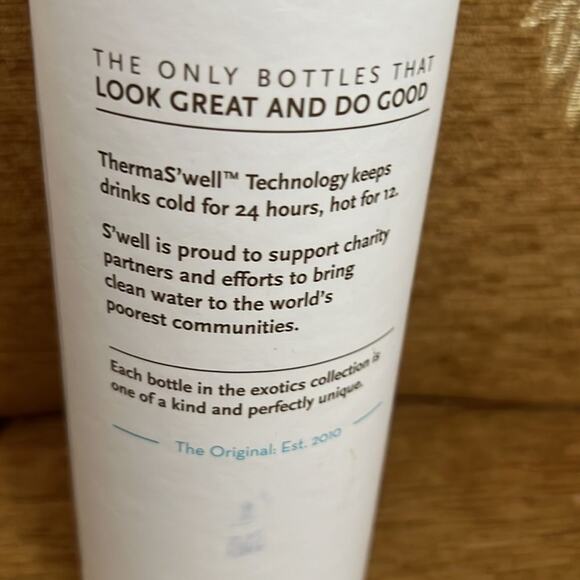 THE ONLY BOTTLES THAT
LOOK GREAT AND DO GOOD
ThermaS'well™ Technology keeps
drinks cold for 24 hours, hot for 12.
S'well is proud to support charity
partners and efforts to bring
clean water to the world's
poorest communities.
Each bottle in the exotics collection is
one of a kind and perfectly unique.
The Original: Est. 2010